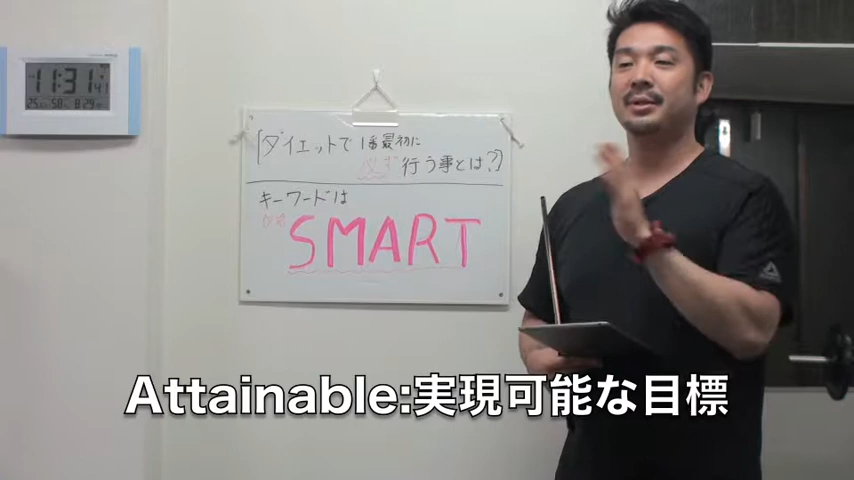 11:31 41
[ダイエットで1番最初に
必ず行う事とは?]
キーワードは
SMART
Attainable:実現可能な目標